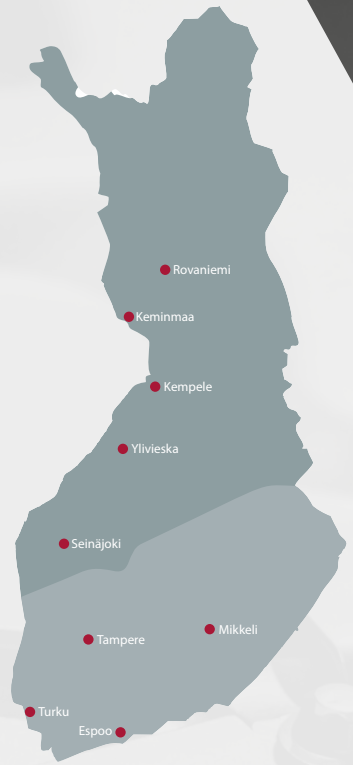 Rovaniemi
Keminmaa
Kempele
Ylivieska
Seinäjoki
Mikkeli
Tampere
Turku
Espoo